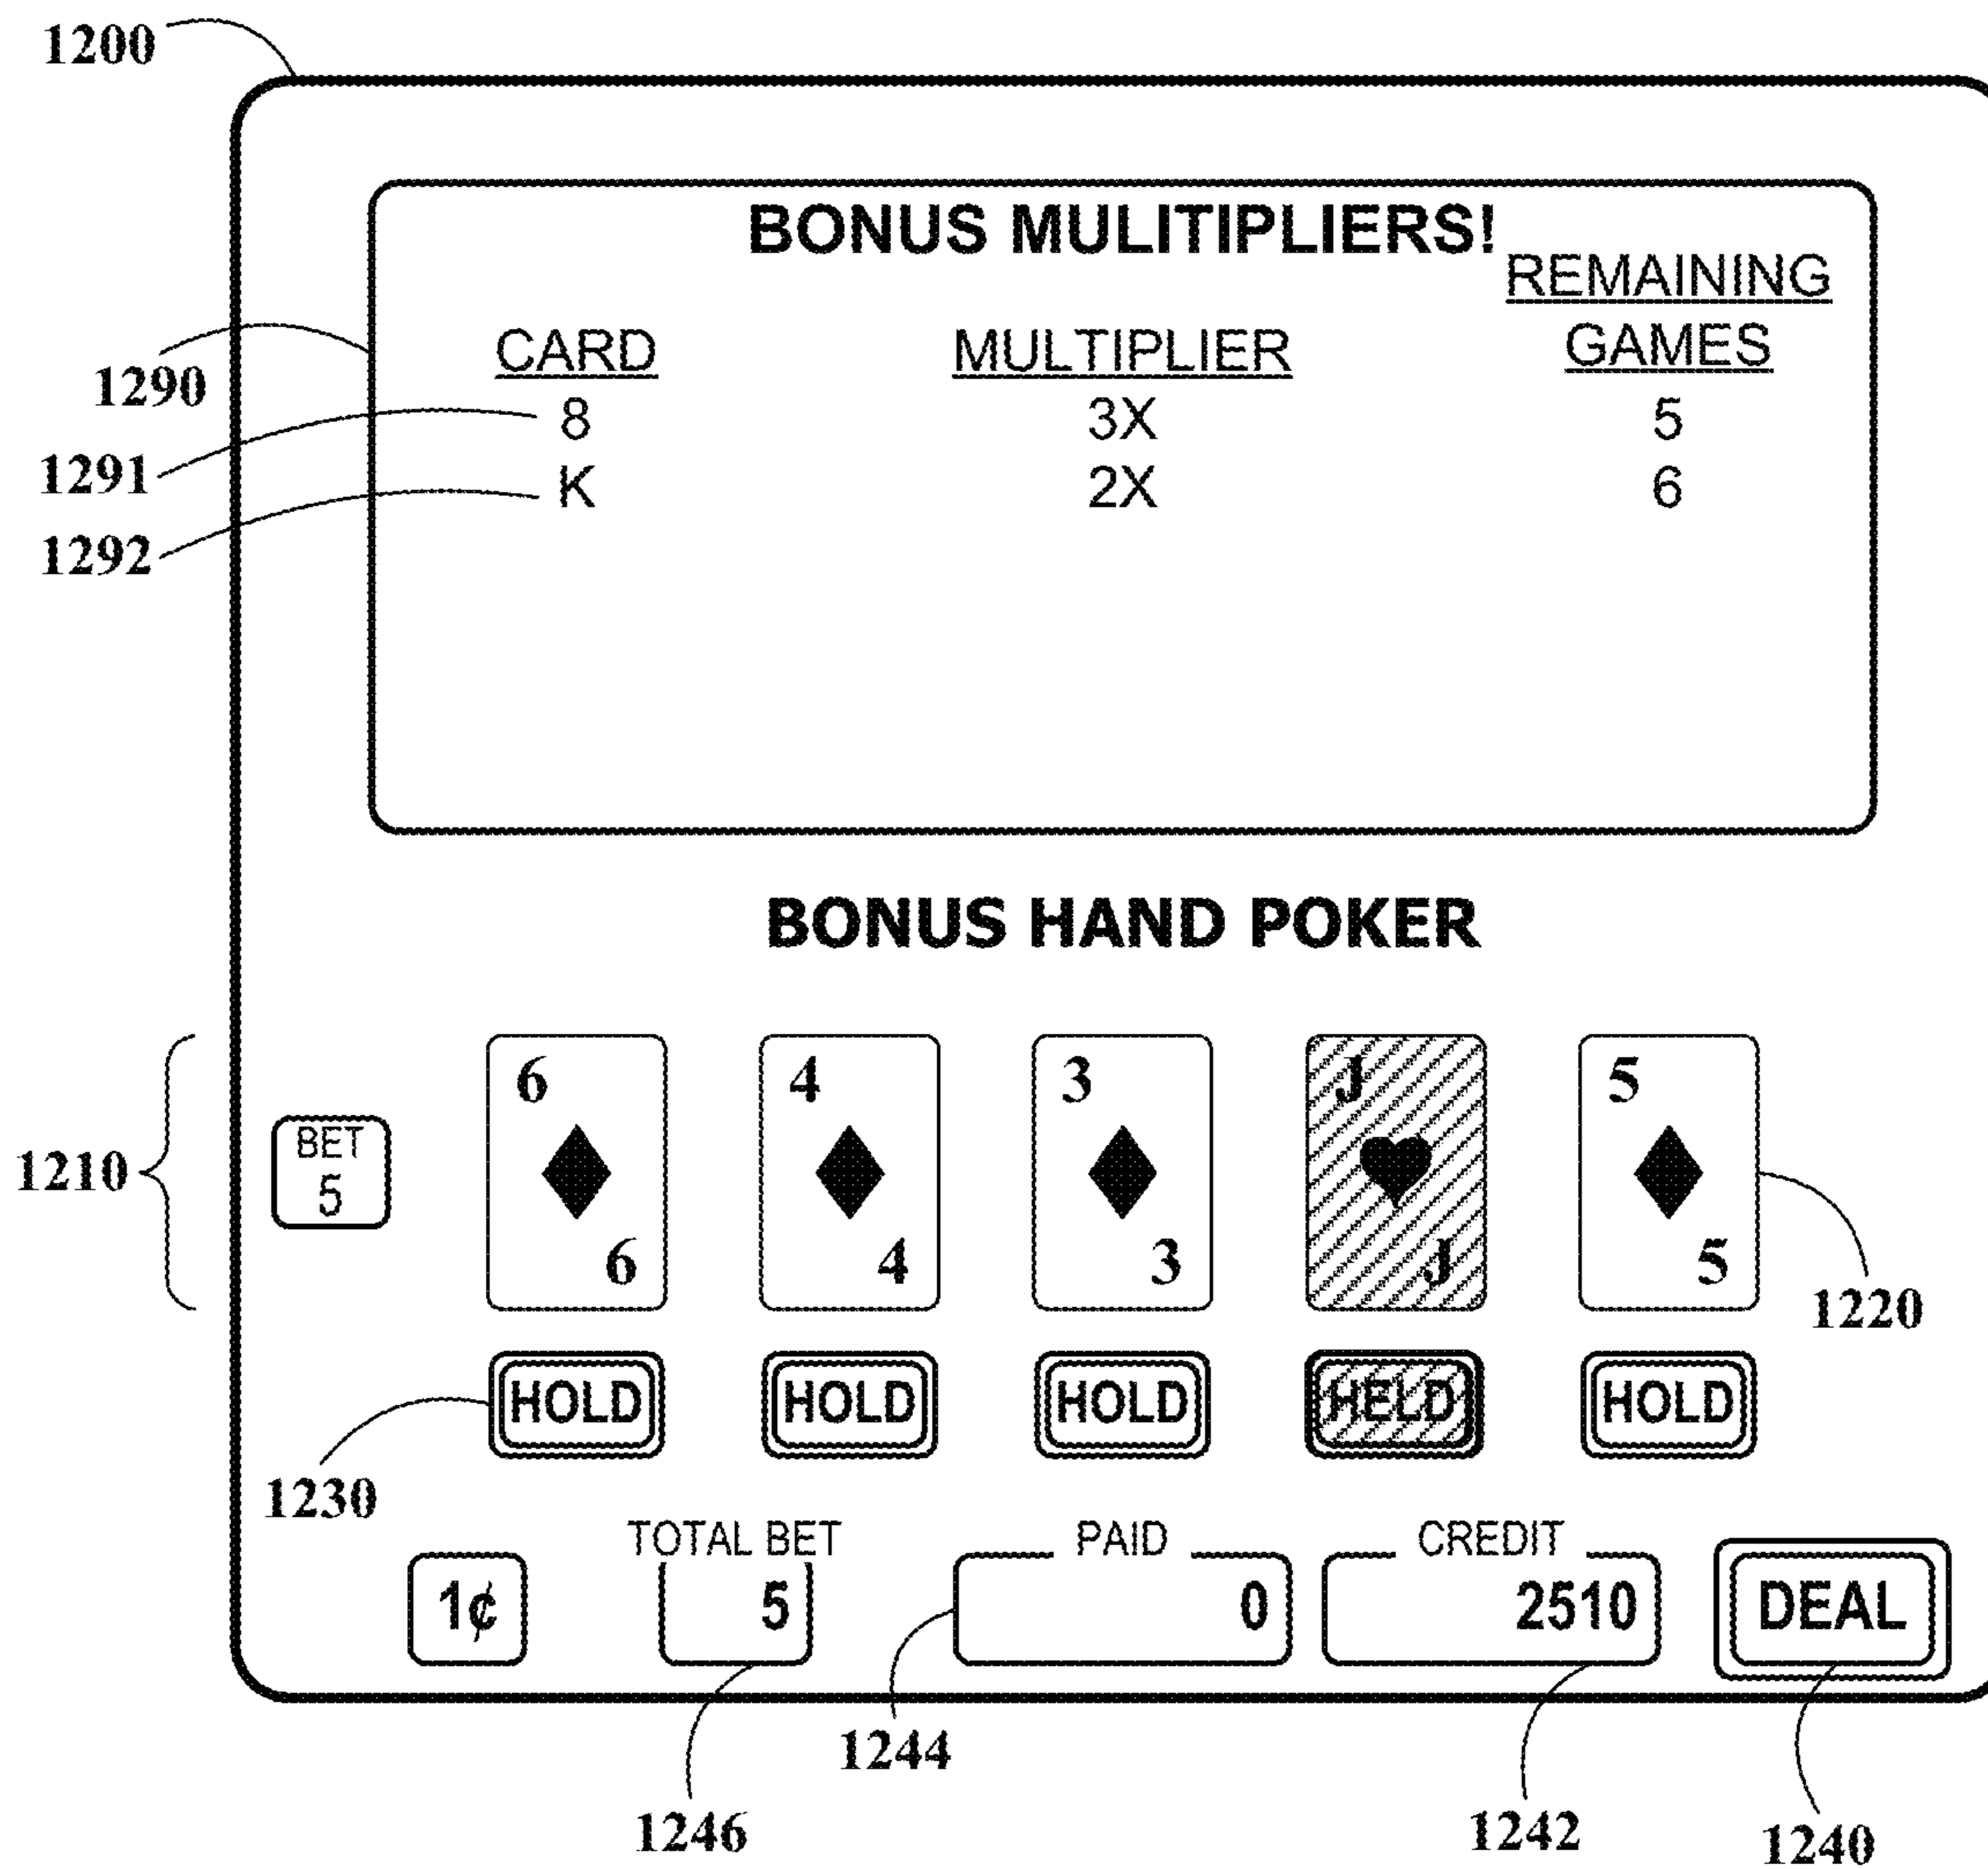 1200
BONUS MULITIPLIERS!
REMAINING
CARD MULTIPLIER GAMES
1290
8 3X 5
1291
K 2X 6
1292
BONUS HAND POKER
6 4 3 J 5
BET
1210
5
6 4 3 J 5
1220
HOLD HOLD HOLD HELD HOLD
1230
TOTAL BET PAID CREDIT
1¢ 5 0 2510 DEAL
1244
1246 1242 1240